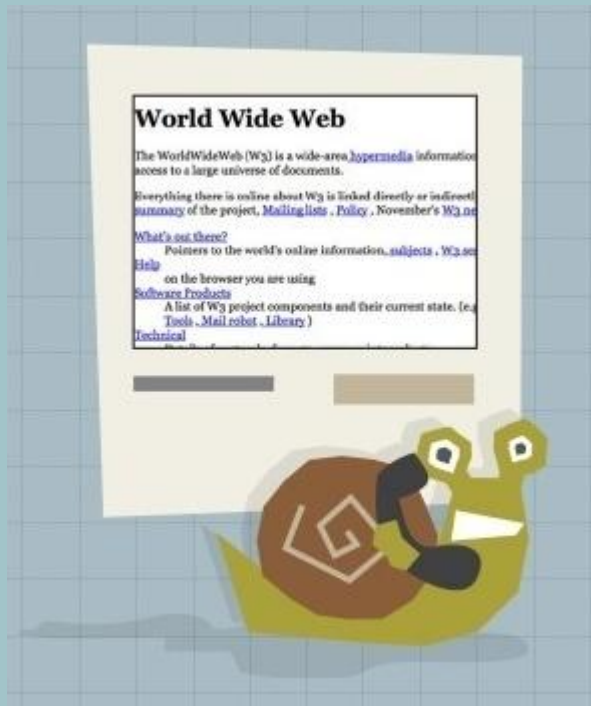 World Wide Web
The WorldWideWeb (W3) is a wide-area hypermedia information
access to a large universe of documents.
Everything there is online about W3 is linked directly or indirectl
summary of the project, Mailing lists , Policy , November's W3 ne
What's out there?
Pointers to the world's online information, subjects , W3 ser
Help
on the browser you are using
Software Products
A list of W3 project components and their current state. (e.g
Tools , Mail robot , Library )
Technical